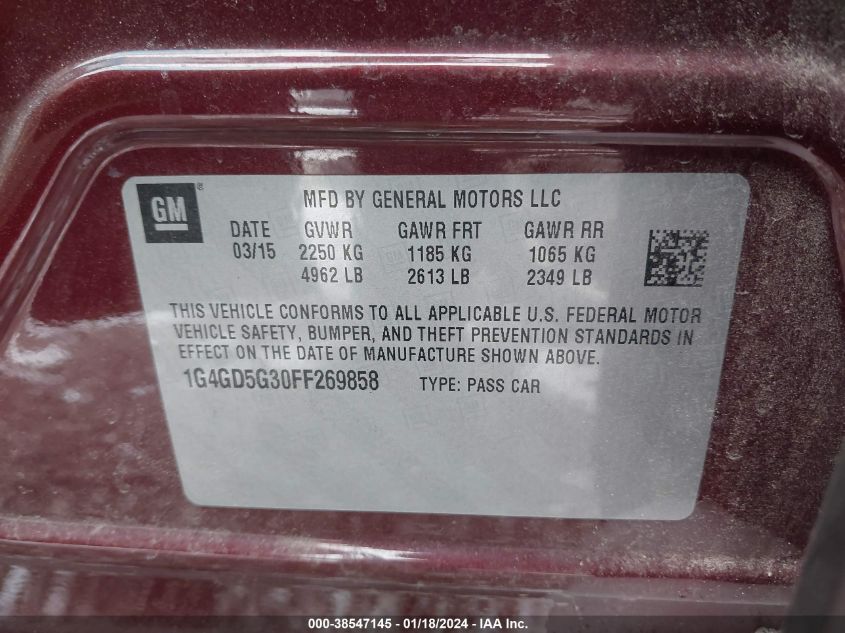 GM ® MFD BY GENERAL MOTORS LLC
DATE GVWR GAWR FRT GAWR RR
03/15 2250 KG 1185 KG 1065 KG
4962 LB 2613 LB 2349 LB
THIS VEHICLE CONFORMS TO ALL APPLICABLE U.S. FEDERAL MOTOR
VEHICLE SAFETY, BUMPER, AND THEFT PREVENTION STANDARDS IN
EFFECT ON THE DATE OF MANUFACTURE SHOWN ABOVE.
1G4GD5G30FF269858 TYPE: PASS CAR
000-38547145 - 01/18/2024 - IAA Inc.